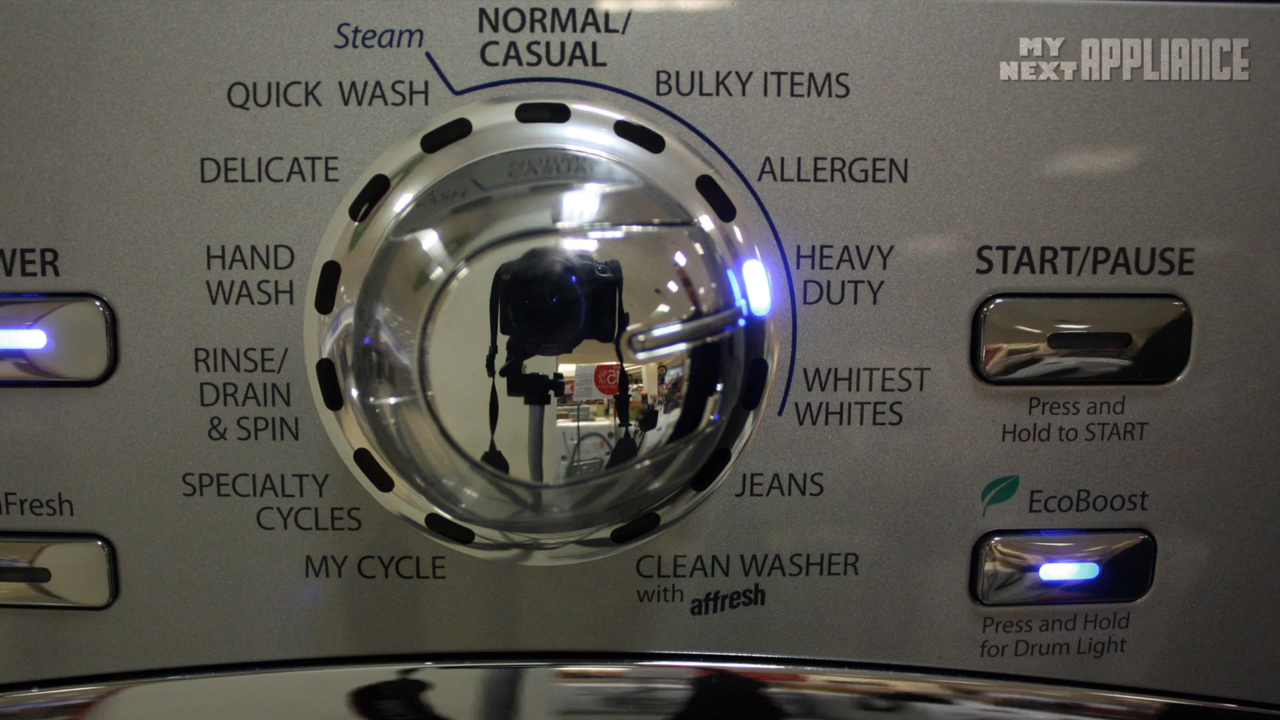 Steam
NORMAL/
CASUAL
MY
NEXT APPLIANCE
QUICK WASH
BULKY ITEMS
DELICATE
ALLERGEN
WER
HAND
WASH
HEAVY
DUTY
START/PAUSE
RINSE/
DRAIN
& SPIN
WHITEST
WHITES
Press and
Hold to START
SPECIALTY
CYCLES
JEANS
nFresh
EcoBoost
MY CYCLE
CLEAN WASHER
with affresh
Press and Hold
for Drum Light